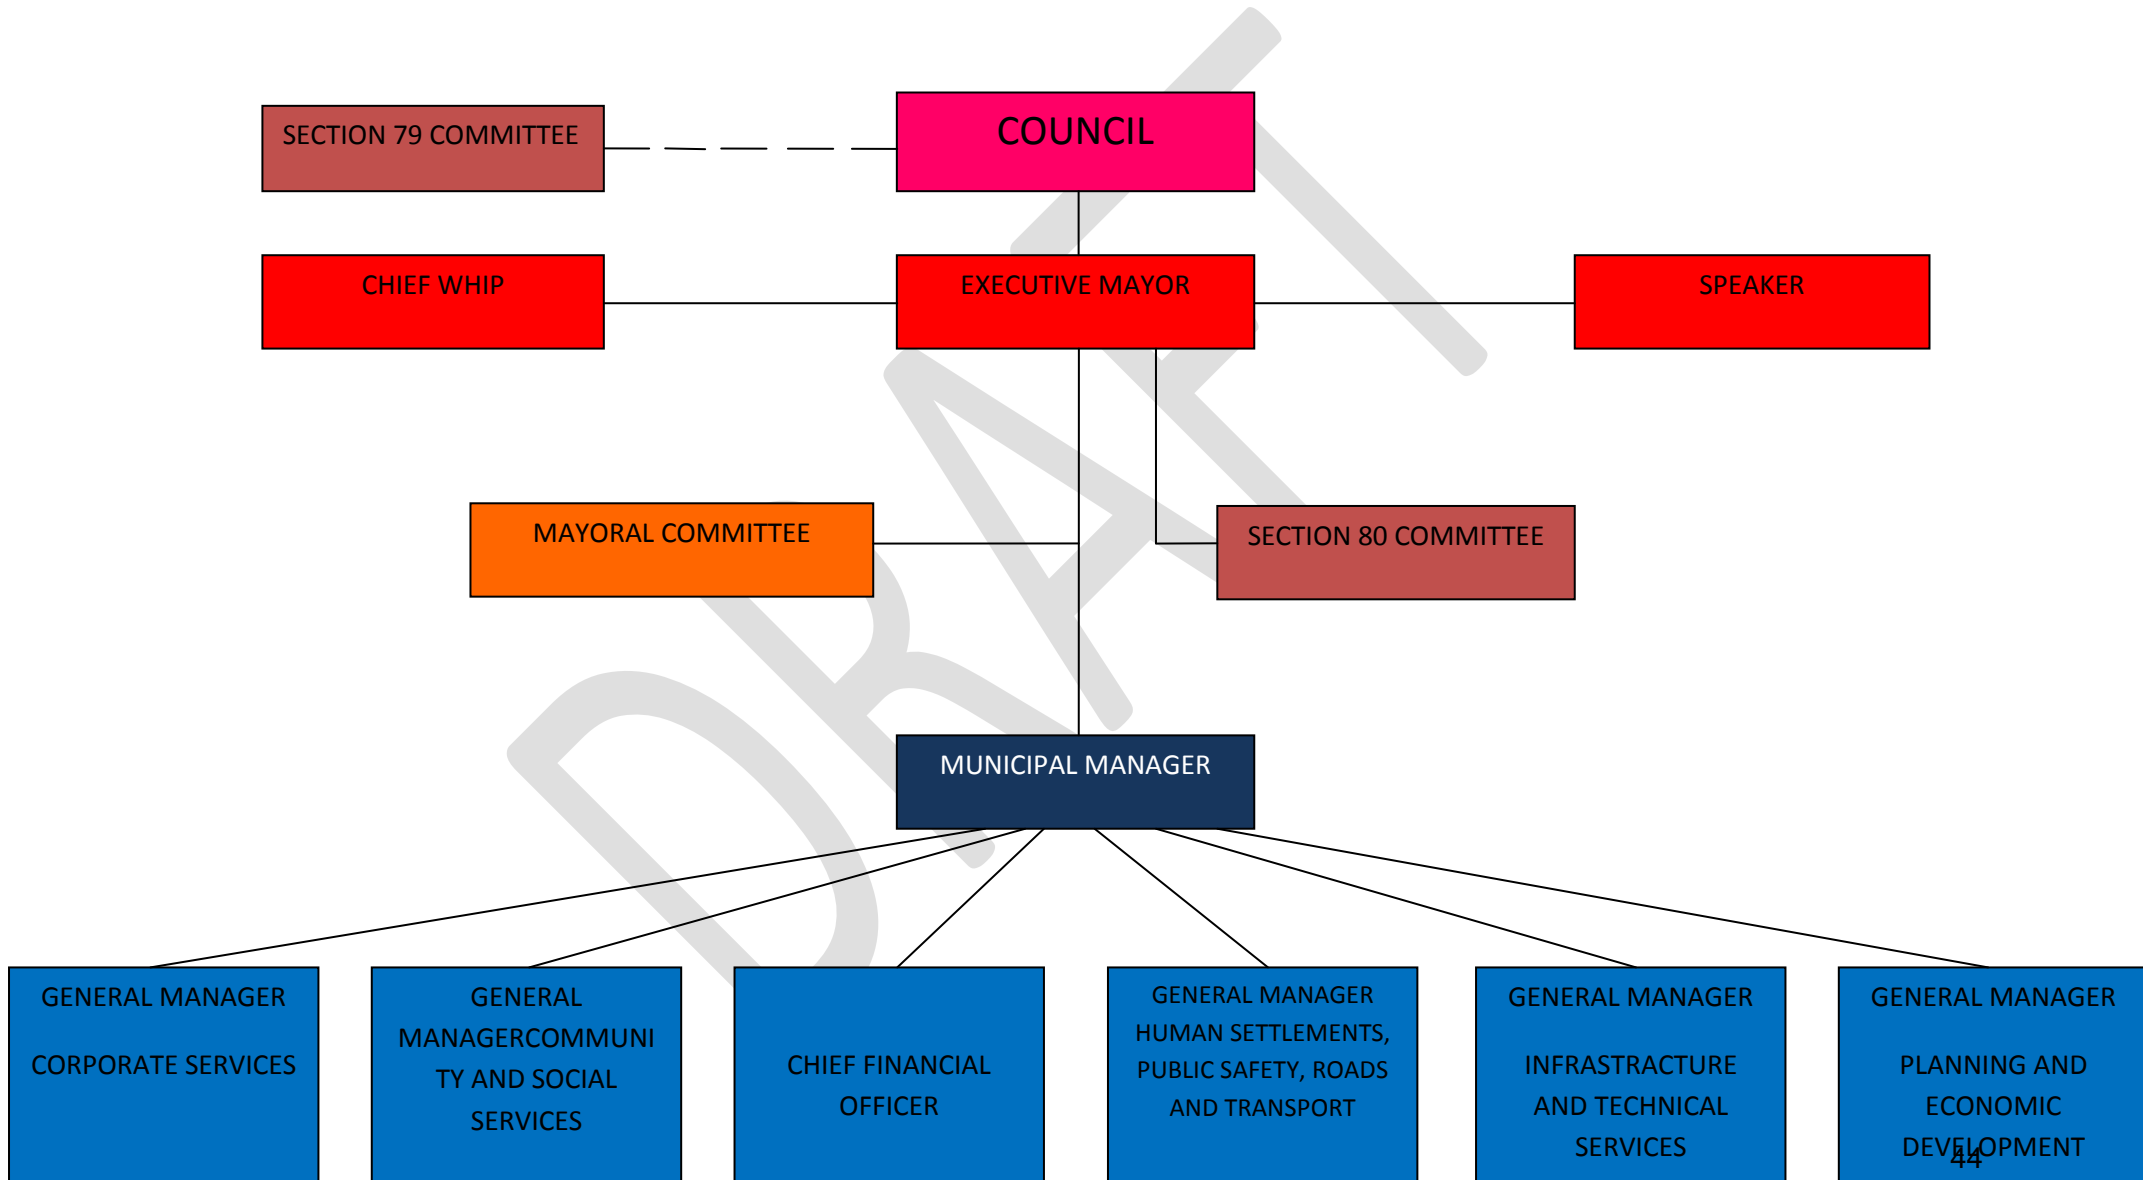 SECTION 79 COMMITTEE
COUNCIL
CHIEF WHIP
EXECUTIVE MAYOR
SPEAKER
MAYORAL COMMITTEE
SECTION 80 COMMITTEE
MUNICIPAL MANAGER
GENERAL MANAGER
CORPORATE SERVICES
GENERAL
MANAGERCOMMUNI
TY AND SOCIAL
SERVICES
CHIEF FINANCIAL
OFFICER
GENERAL MANAGER
HUMAN SETTLEMENTS,
PUBLIC SAFETY, ROADS
AND TRANSPORT
GENERAL MANAGER
INFRASTRACTURE
AND TECHNICAL
SERVICES
GENERAL MANAGER
PLANNING AND
ECONOMIC
DEVELOPMENT
44
DRAFT